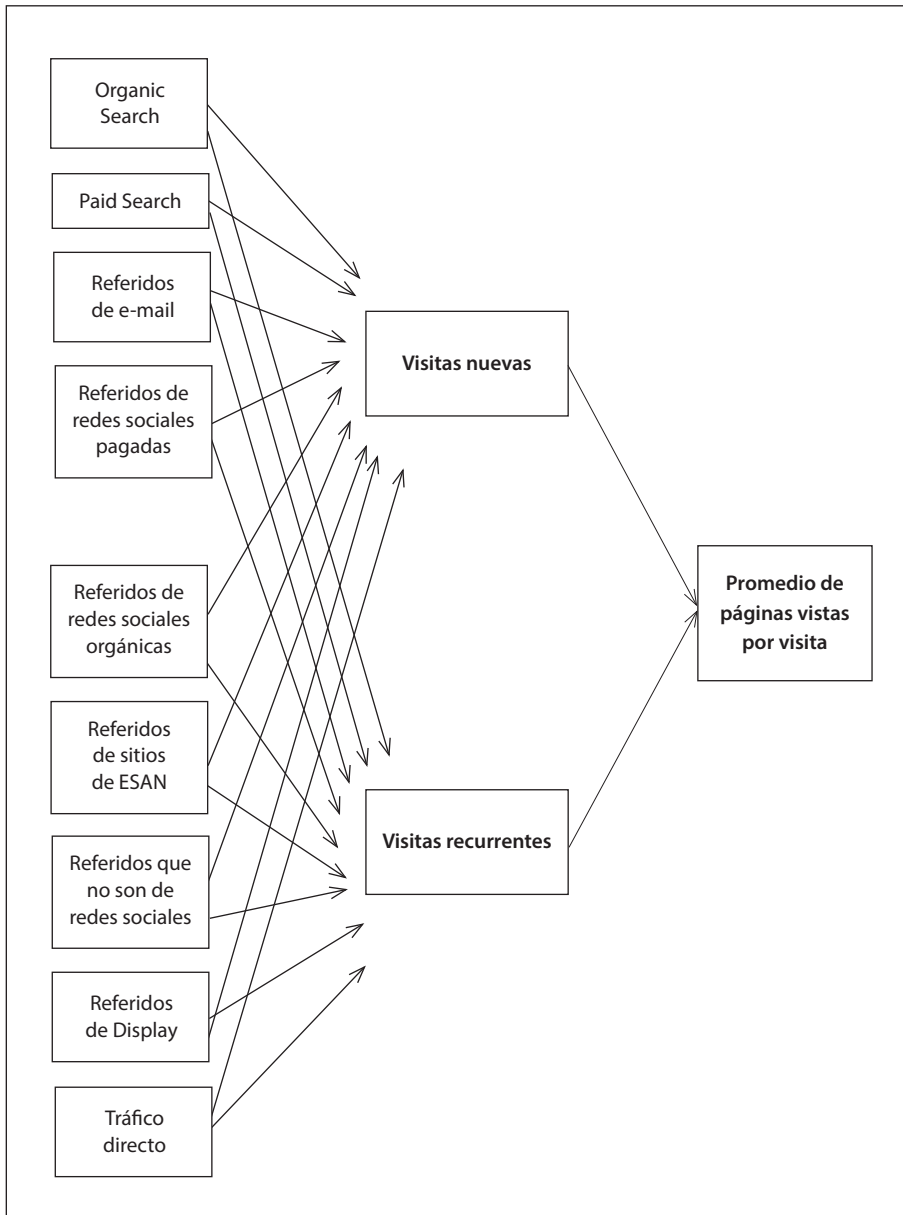 Organic
Search
Paid Search
Referidos
de e-mail
Referidos de
redes sociales
pagadas
Referidos de
redes sociales
orgánicas
Referidos
de sitios
de ESAN
Referidos que
no son de
redes sociales
Referidos
de Display
Tráfico
directo
Visitas nuevas
Visitas recurrentes
Promedio de
páginas vistas
por visita